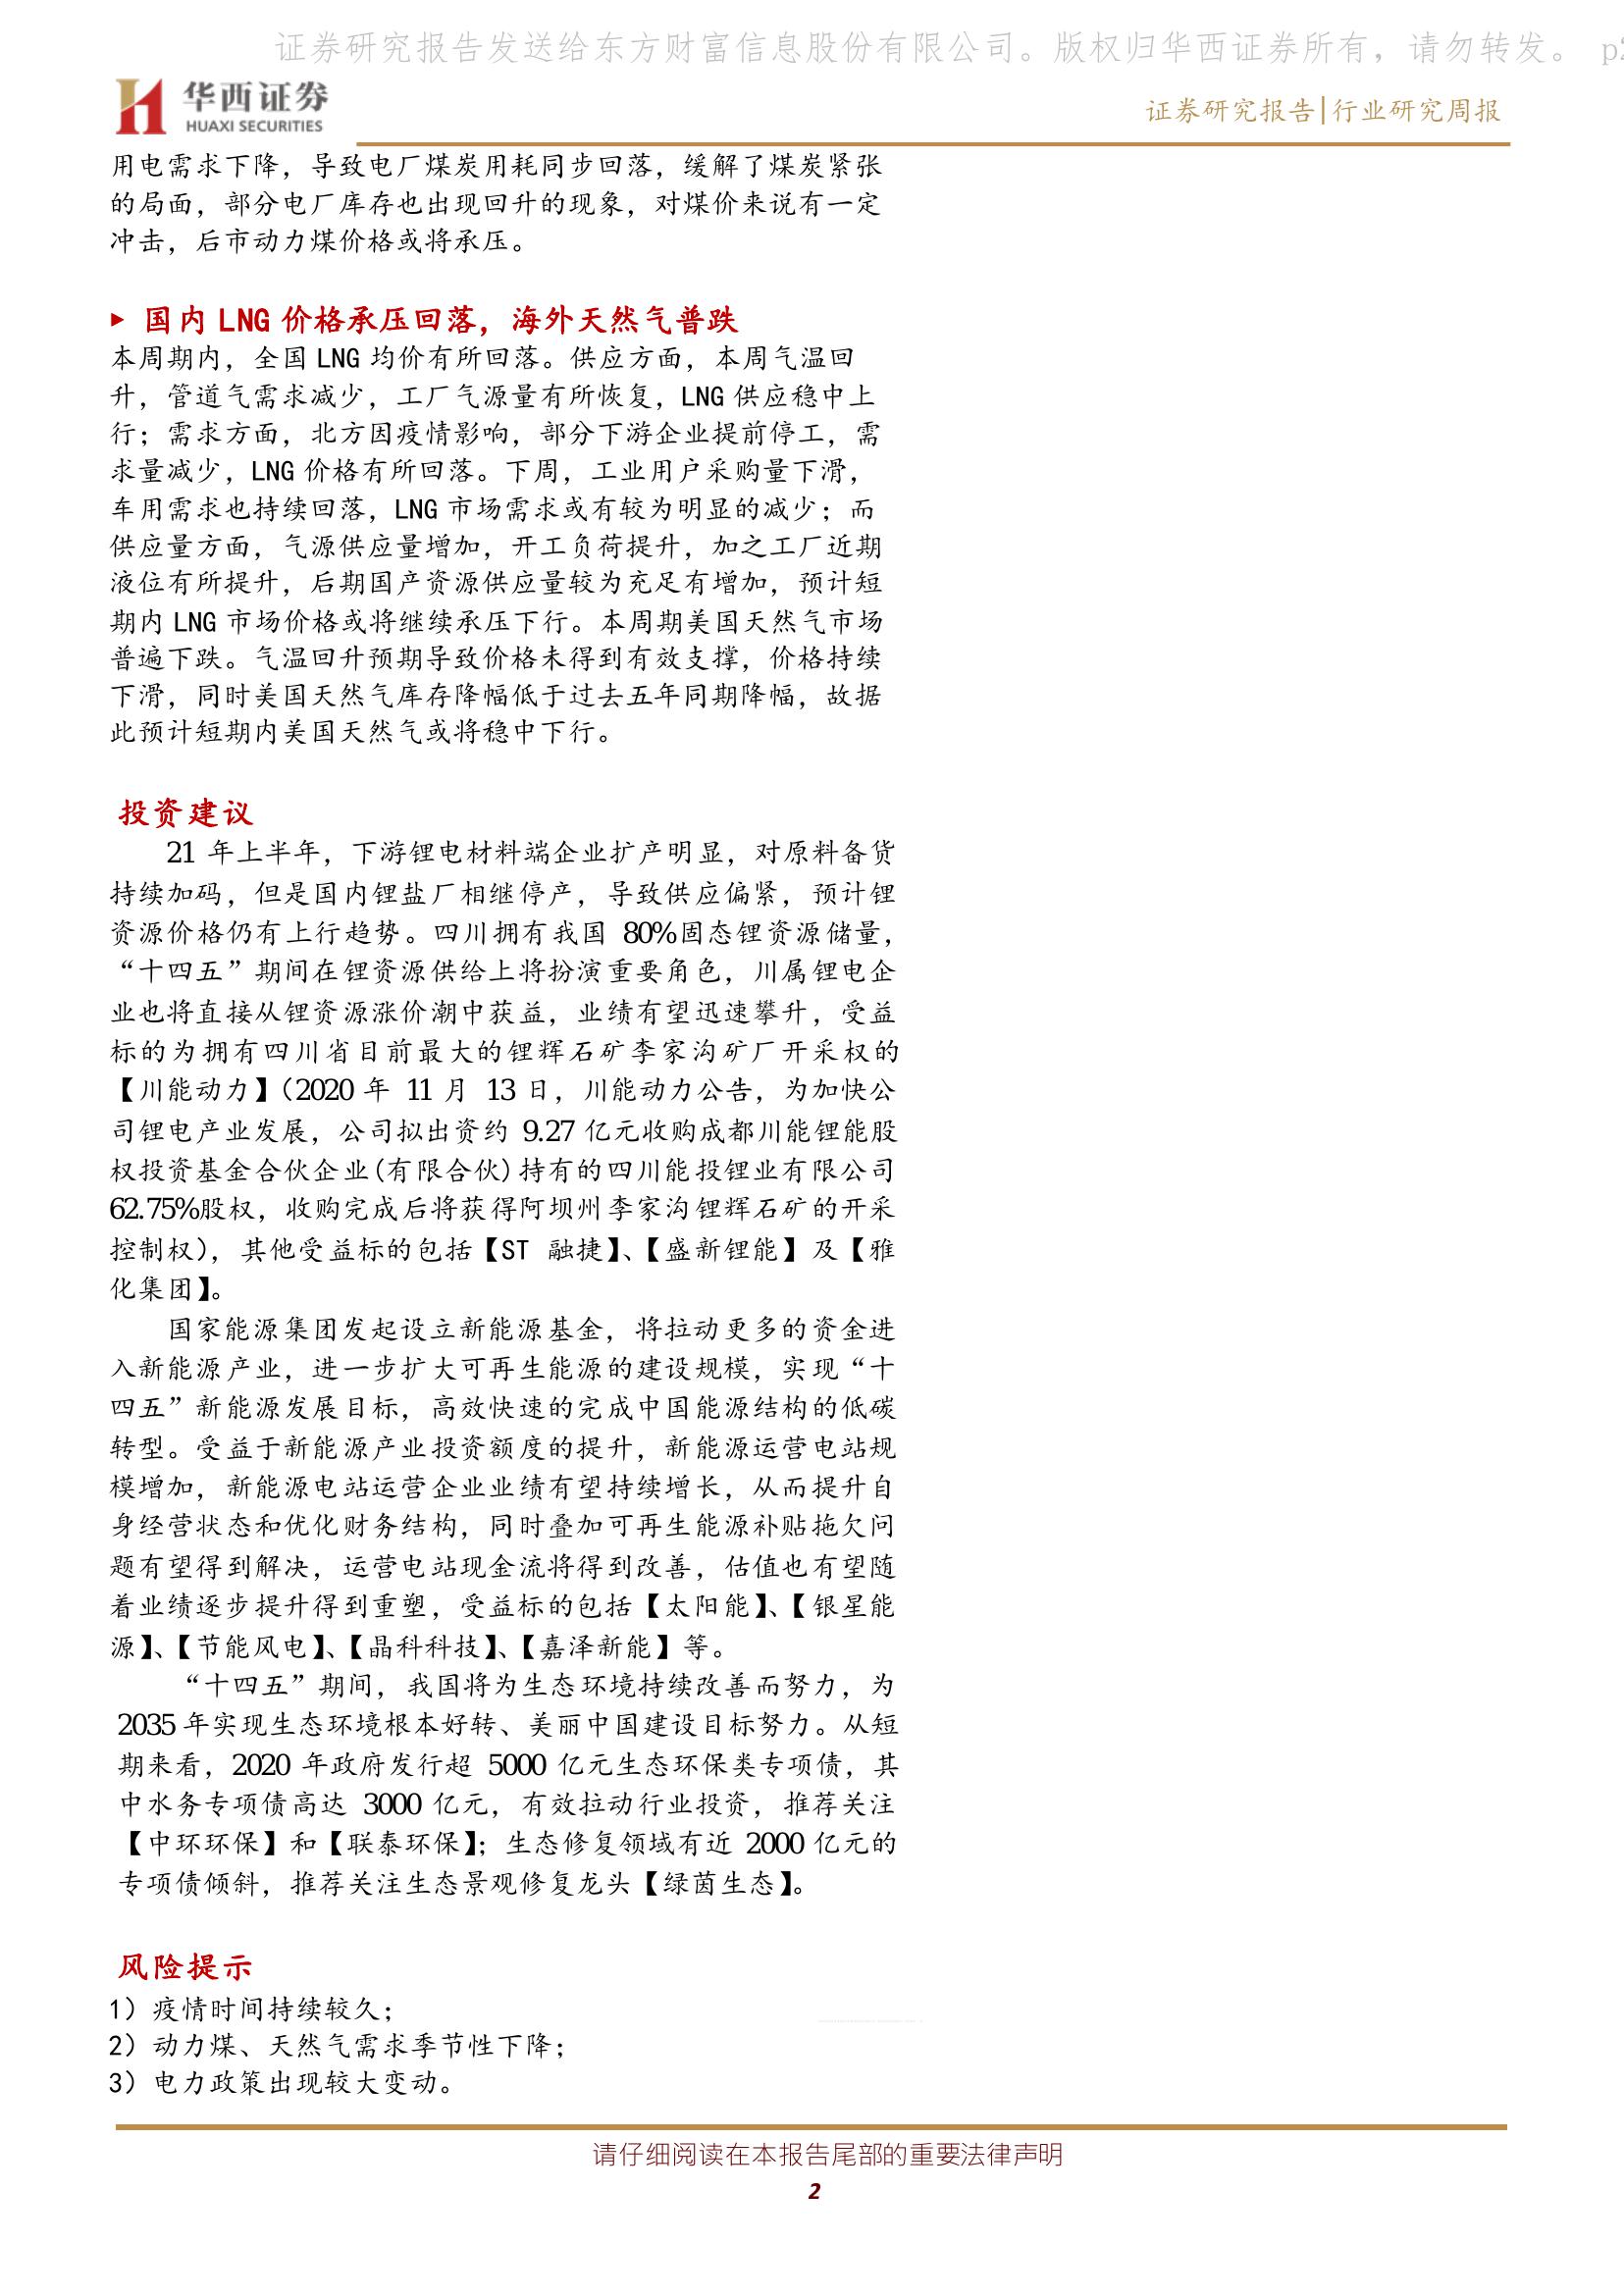 证券研究报告发送给东方财富信息股份有限公司。版权归华西证券所有，请勿转发。 p2
华西证券
HUAXI SECURITIES
证券研究报告|行业研究周报
用电需求下降，导致电厂煤炭用耗同步回落，缓解了煤炭紧张
的局面，部分电厂库存也出现回升的现象，对煤价来说有一定
冲击，后市动力煤价格或将承压。
▶ 国内 LNG 价格承压回落，海外天然气普跌
本周期内，全国 LNG 均价有所回落。供应方面，本周气温回
升，管道气需求减少，工厂气源量有所恢复，LNG 供应稳中上
行；需求方面，北方因疫情影响，部分下游企业提前停工，需
求量减少，LNG 价格有所回落。下周，工业用户采购量下滑，
车用需求也持续回落，LNG 市场需求或有较为明显的减少；而
供应量方面，气源供应量增加，开工负荷提升，加之工厂近期
液位有所提升，后期国产资源供应量较为充足有增加，预计短
期内 LNG 市场价格或将继续承压下行。本周期美国天然气市场
普遍下跌。气温回升预期导致价格未得到有效支撑，价格持续
下滑，同时美国天然气库存降幅低于过去五年同期降幅，故据
此预计短期内美国天然气或将稳中下行。
投资建议
21 年上半年，下游锂电材料端企业扩产明显，对原料备货
持续加码，但是国内锂盐厂相继停产，导致供应偏紧，预计锂
资源价格仍有上行趋势。四川拥有我国 80%固态锂资源储量，
“十四五”期间在锂资源供给上将扮演重要角色，川属锂电企
业也将直接从锂资源涨价潮中获益，业绩有望迅速攀升，受益
标的为拥有四川省目前最大的锂辉石矿李家沟矿厂开采权的
【川能动力】（2020 年 11 月 13 日，川能动力公告，为加快公
司锂电产业发展，公司拟出资约 9.27 亿元收购成都川能锂能股
权投资基金合伙企业(有限合伙)持有的四川能投锂业有限公司
62.75%股权，收购完成后将获得阿坝州李家沟锂辉石矿的开采
控制权），其他受益标的包括【ST 融捷】、【盛新锂能】及【雅
化集团】。
国家能源集团发起设立新能源基金，将拉动更多的资金进
入新能源产业，进一步扩大可再生能源的建设规模，实现“十
四五”新能源发展目标，高效快速的完成中国能源结构的低碳
转型。受益于新能源产业投资额度的提升，新能源运营电站规
模增加，新能源电站运营企业业绩有望持续增长，从而提升自
身经营状态和优化财务结构，同时叠加可再生能源补贴拖欠问
题有望得到解决，运营电站现金流将得到改善，估值也有望随
着业绩逐步提升得到重塑，受益标的包括【太阳能】、【银星能
源】、【节能风电】、【晶科科技】、【嘉泽新能】等。
“十四五”期间，我国将为生态环境持续改善而努力，为
2035 年实现生态环境根本好转、美丽中国建设目标努力。从短
期来看，2020 年政府发行超 5000 亿元生态环保类专项债，其
中水务专项债高达 3000 亿元，有效拉动行业投资，推荐关注
【中环环保】和【联泰环保】；生态修复领域有近 2000 亿元的
专项债倾斜，推荐关注生态景观修复龙头【绿茵生态】。
风险提示
1）疫情时间持续较久；
2）动力煤、天然气需求季节性下降；
3）电力政策出现较大变动。
请仔细阅读在本报告尾部的重要法律声明
2